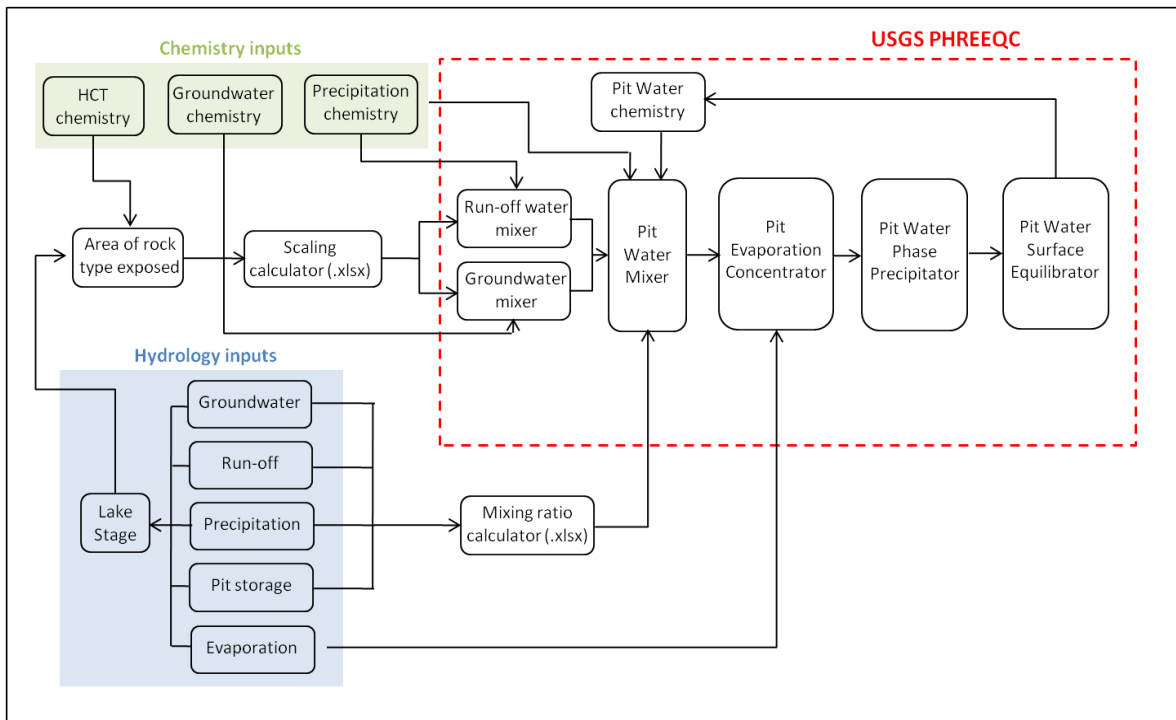 Chemistry inputs
USGS PHREEQC
HCT
chemistry
Groundwater
chemistry
Precipitation
chemistry
Pit Water
chemistry
Area of rock
type exposed
Scaling
calculator (.xlsx)
Run-off water
mixer
Groundwater
mixer
Pit
Water
Mixer
Pit
Evaporation
Concentrator
Pit Water
Phase
Precipitator
Pit Water
Surface
Equilibrator
Hydrology inputs
Groundwater
Run-off
Lake
Stage
Precipitation
Pit storage
Evaporation
Mixing ratio
calculator (.xlsx)